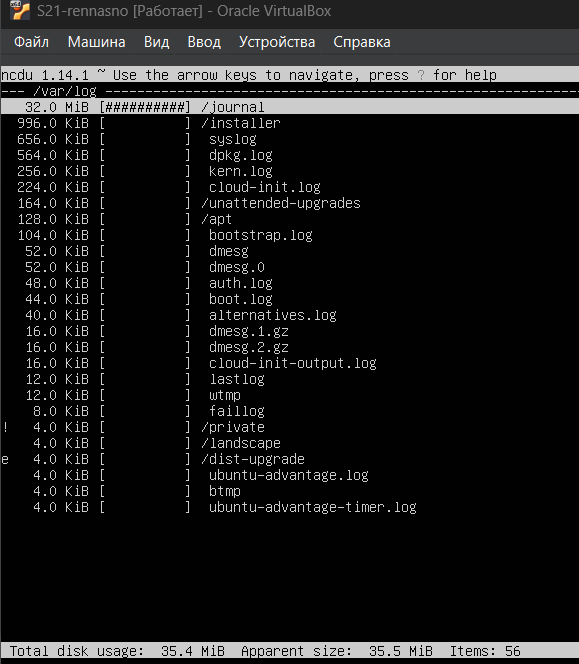 S21-rennasno [Работает] - Oracle VirtualBox
Файл Машина Вид Ввод Устройства Справка
ncdu 1.14.1 ~ Use the arrow keys to navigate, press ? for help
--- /var/log ------------------------------------------------------------
32.0 MiB [##########] /journal
996.0 KiB [          ] /installer
656.0 KiB [          ]  syslog
564.0 KiB [          ]  dpkg.log
256.0 KiB [          ]  kern.log
224.0 KiB [          ]  cloud-init.log
164.0 KiB [          ] /unattended-upgrades
128.0 KiB [          ] /apt
104.0 KiB [          ]  bootstrap.log
52.0 KiB [          ]  dmesg
52.0 KiB [          ]  dmesg.0
48.0 KiB [          ]  auth.log
44.0 KiB [          ]  boot.log
40.0 KiB [          ]  alternatives.log
16.0 KiB [          ]  dmesg.1.gz
16.0 KiB [          ]  dmesg.2.gz
16.0 KiB [          ]  cloud-init-output.log
12.0 KiB [          ]  lastlog
12.0 KiB [          ]  wtmp
8.0 KiB [          ]  faillog
! 4.0 KiB [          ] /private
4.0 KiB [          ] /landscape
e 4.0 KiB [          ] /dist-upgrade
4.0 KiB [          ]  ubuntu-advantage.log
4.0 KiB [          ]  btmp
4.0 KiB [          ]  ubuntu-advantage-timer.log
Total disk usage: 35.4 MiB Apparent size: 35.5 MiB Items: 56